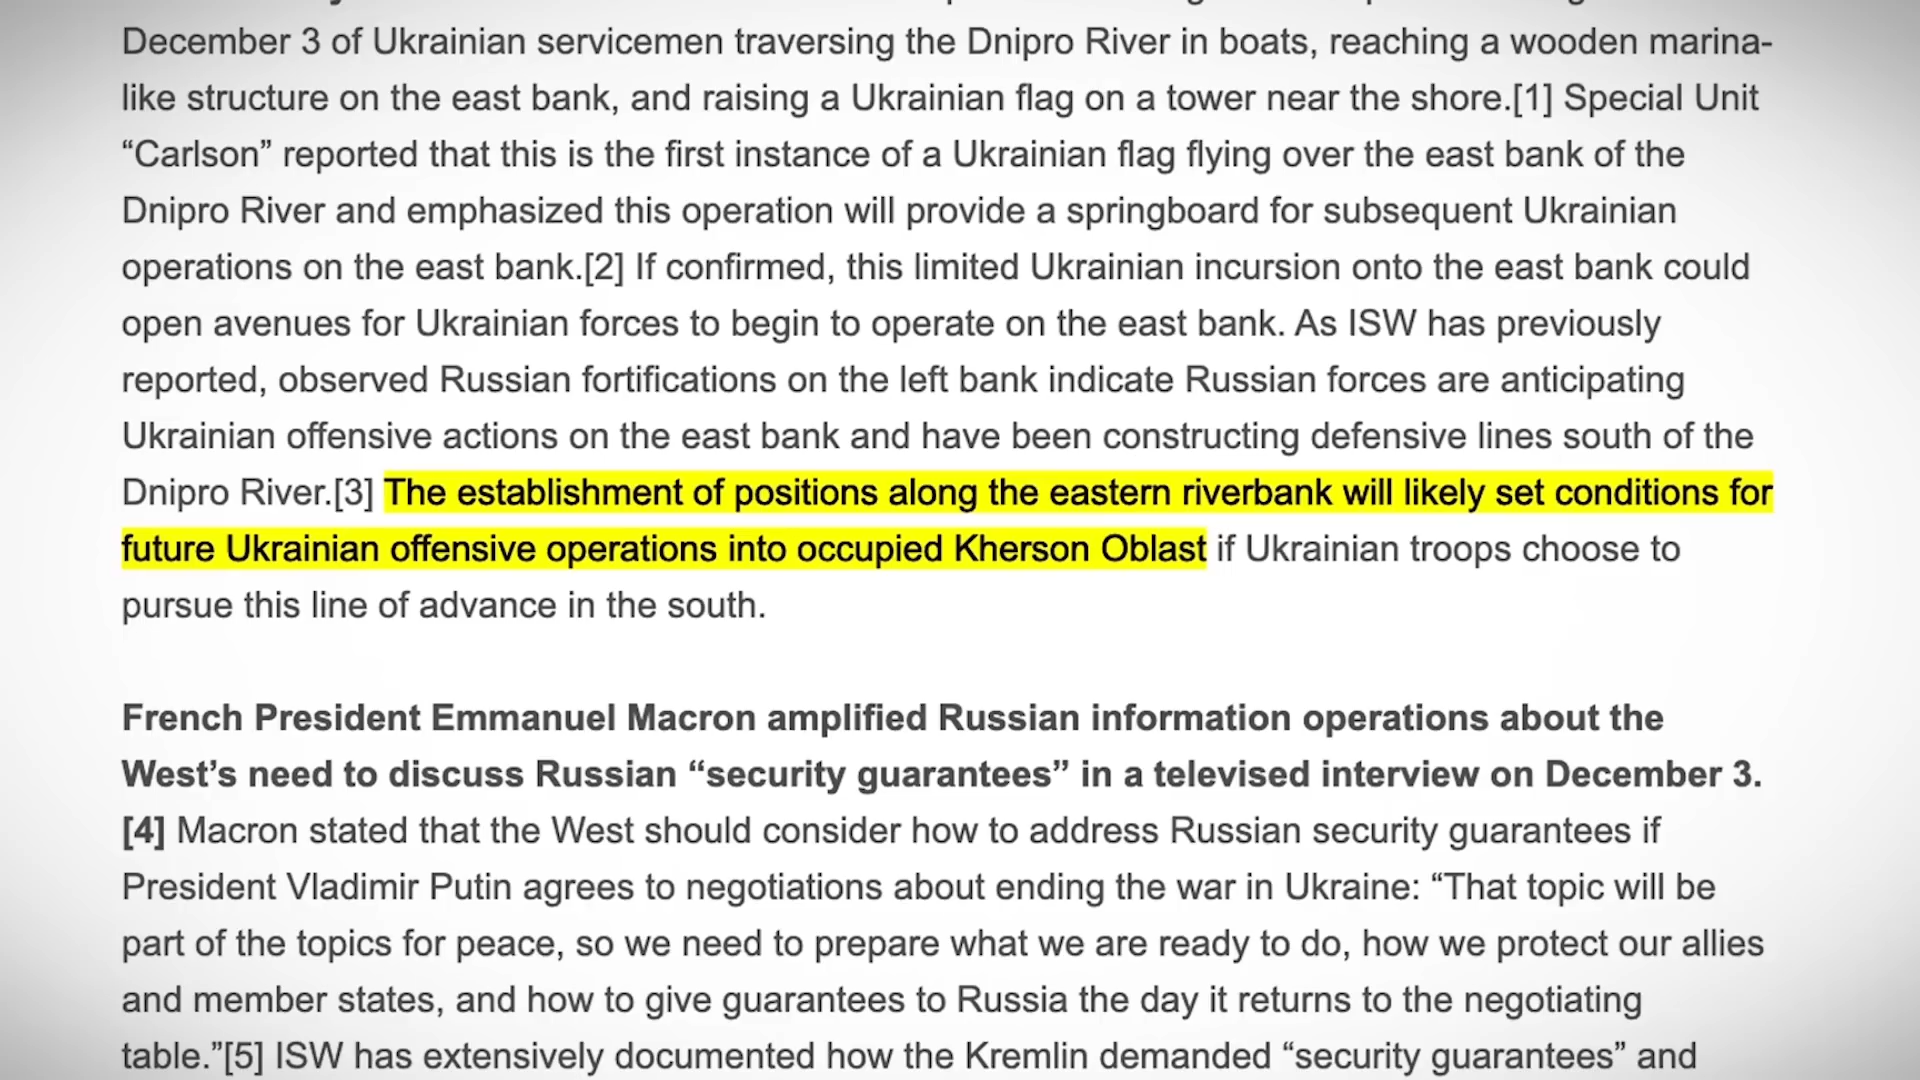 December 3 of Ukrainian servicemen traversing the Dnipro River in boats, reaching a wooden marina-
like structure on the east bank, and raising a Ukrainian flag on a tower near the shore.[1] Special Unit
“Carlson” reported that this is the first instance of a Ukrainian flag flying over the east bank of the
Dnipro River and emphasized this operation will provide a springboard for subsequent Ukrainian
operations on the east bank.[2] If confirmed, this limited Ukrainian incursion onto the east bank could
open avenues for Ukrainian forces to begin to operate on the east bank. As ISW has previously
reported, observed Russian fortifications on the left bank indicate Russian forces are anticipating
Ukrainian offensive actions on the east bank and have been constructing defensive lines south of the
Dnipro River.[3] The establishment of positions along the eastern riverbank will likely set conditions for
future Ukrainian offensive operations into occupied Kherson Oblast if Ukrainian troops choose to
pursue this line of advance in the south.
French President Emmanuel Macron amplified Russian information operations about the
West’s need to discuss Russian “security guarantees” in a televised interview on December 3.
[4] Macron stated that the West should consider how to address Russian security guarantees if
President Vladimir Putin agrees to negotiations about ending the war in Ukraine: “That topic will be
part of the topics for peace, so we need to prepare what we are ready to do, how we protect our allies
and member states, and how to give guarantees to Russia the day it returns to the negotiating
table.”[5] ISW has extensively documented how the Kremlin demanded “security guarantees” and